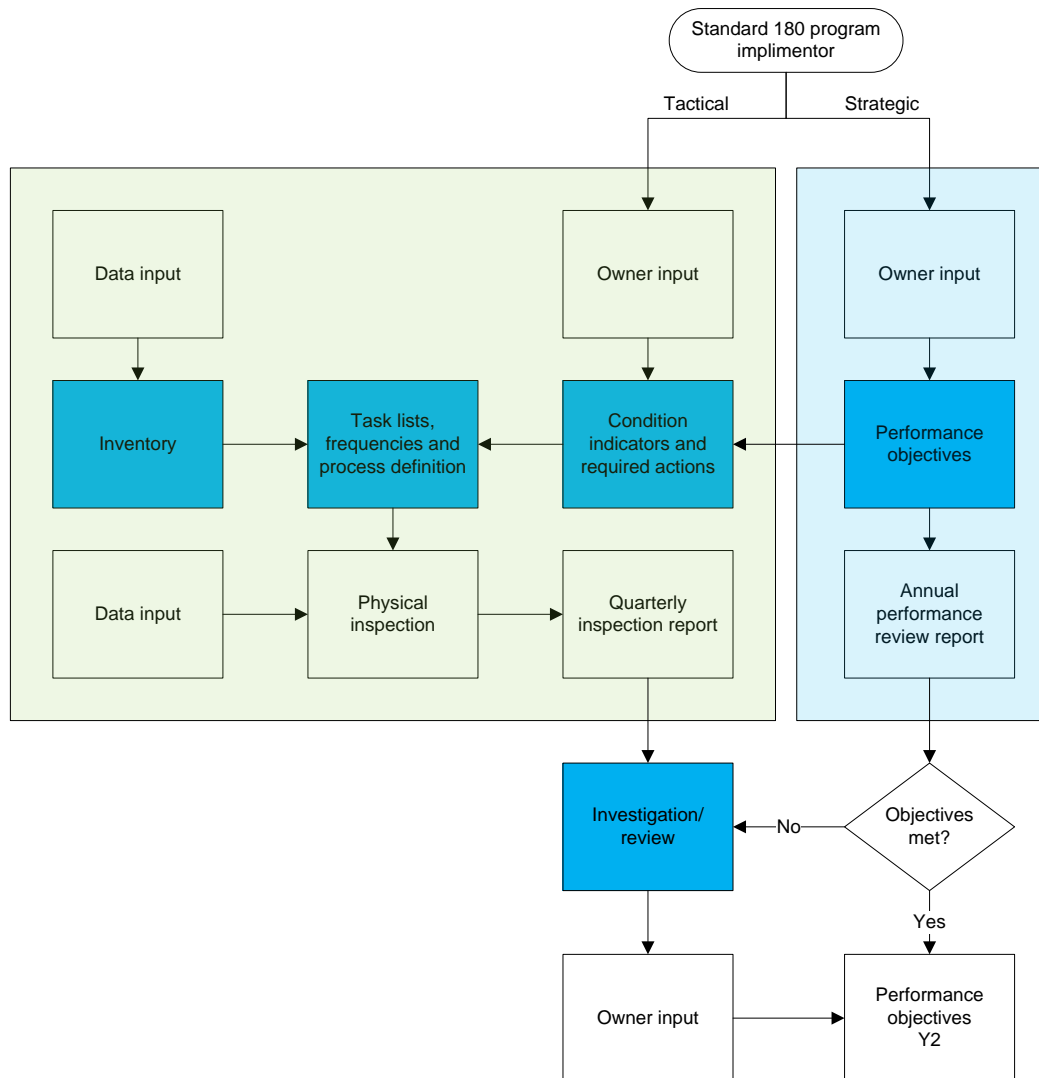 Standard 180 program
implimentor
Tactical
Strategic
Data input
Owner input
Owner input
Inventory
Task lists,
frequencies and
process definition
Condition
indicators and
required actions
Performance
objectives
Data input
Physical
inspection
Quarterly
inspection report
Annual
performance
review report
Investigation/
review
No
Objectives
met?
Yes
Owner input
Performance
objectives
Y2